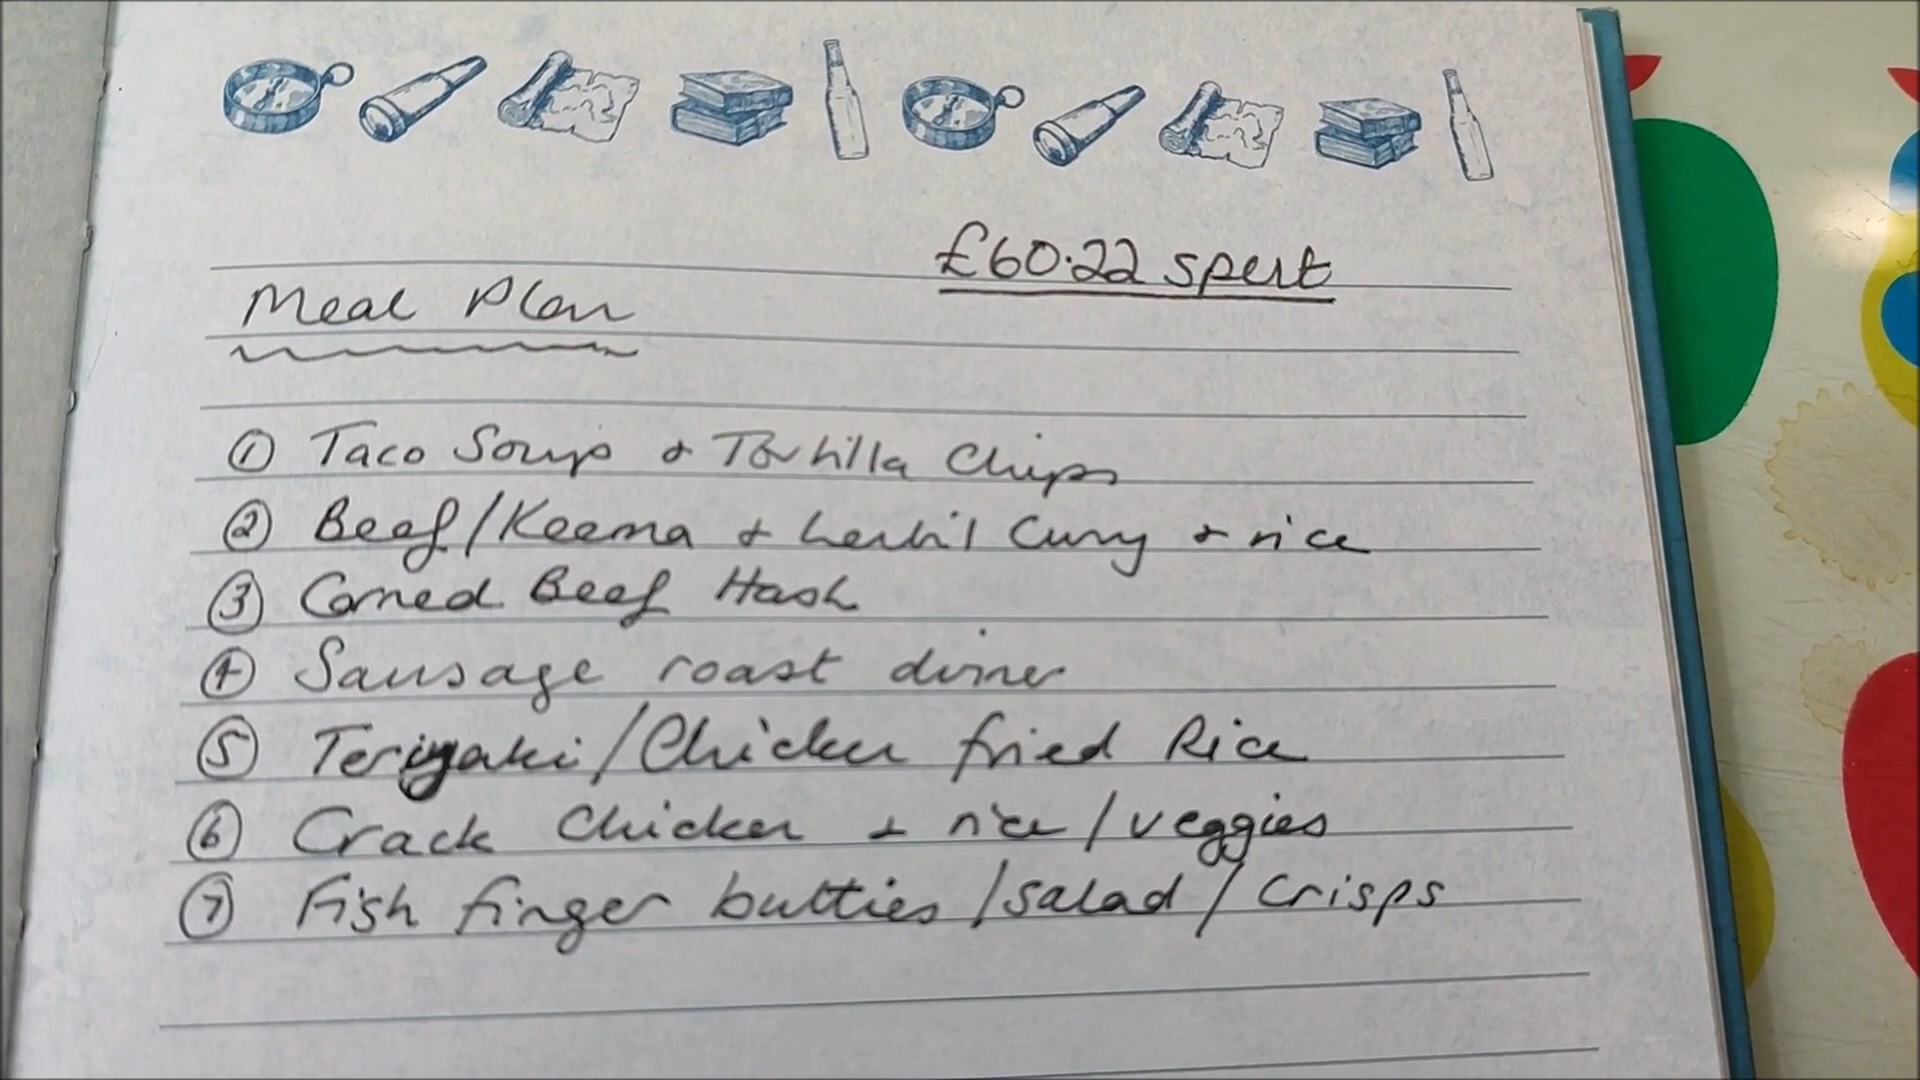 £60.22 spent
Meal Plan
① Taco Soup & Tortilla Chips
② Beef/Keema & Lentil Curry & rice
③ Corned Beef Hash
④ Sausage roast dinner
⑤ Teriyaki/Chicken fried Rice
⑥ Crack Chicken & rice/veggies
⑦ Fish finger butties/salad/crisps